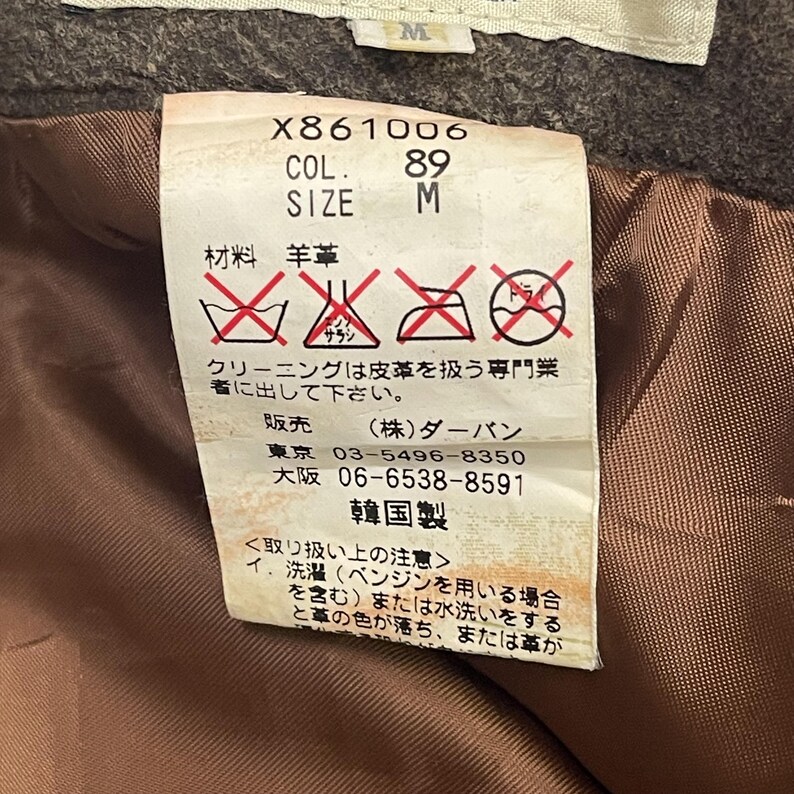 M
X861006
COL. 89
SIZE M
材料 羊革
エンソ
サラシ
ドライ
クリーニングは皮革を扱う専門業
者に出して下さい。
販売 (株)ダーバン
東京 03-5496-8350
大阪 06-6538-8591
韓国製
<取り扱い上の注意>
イ. 洗濯(ベンジンを用いる場合
を含む)または水洗いをする
と革の色が落ち、または革が